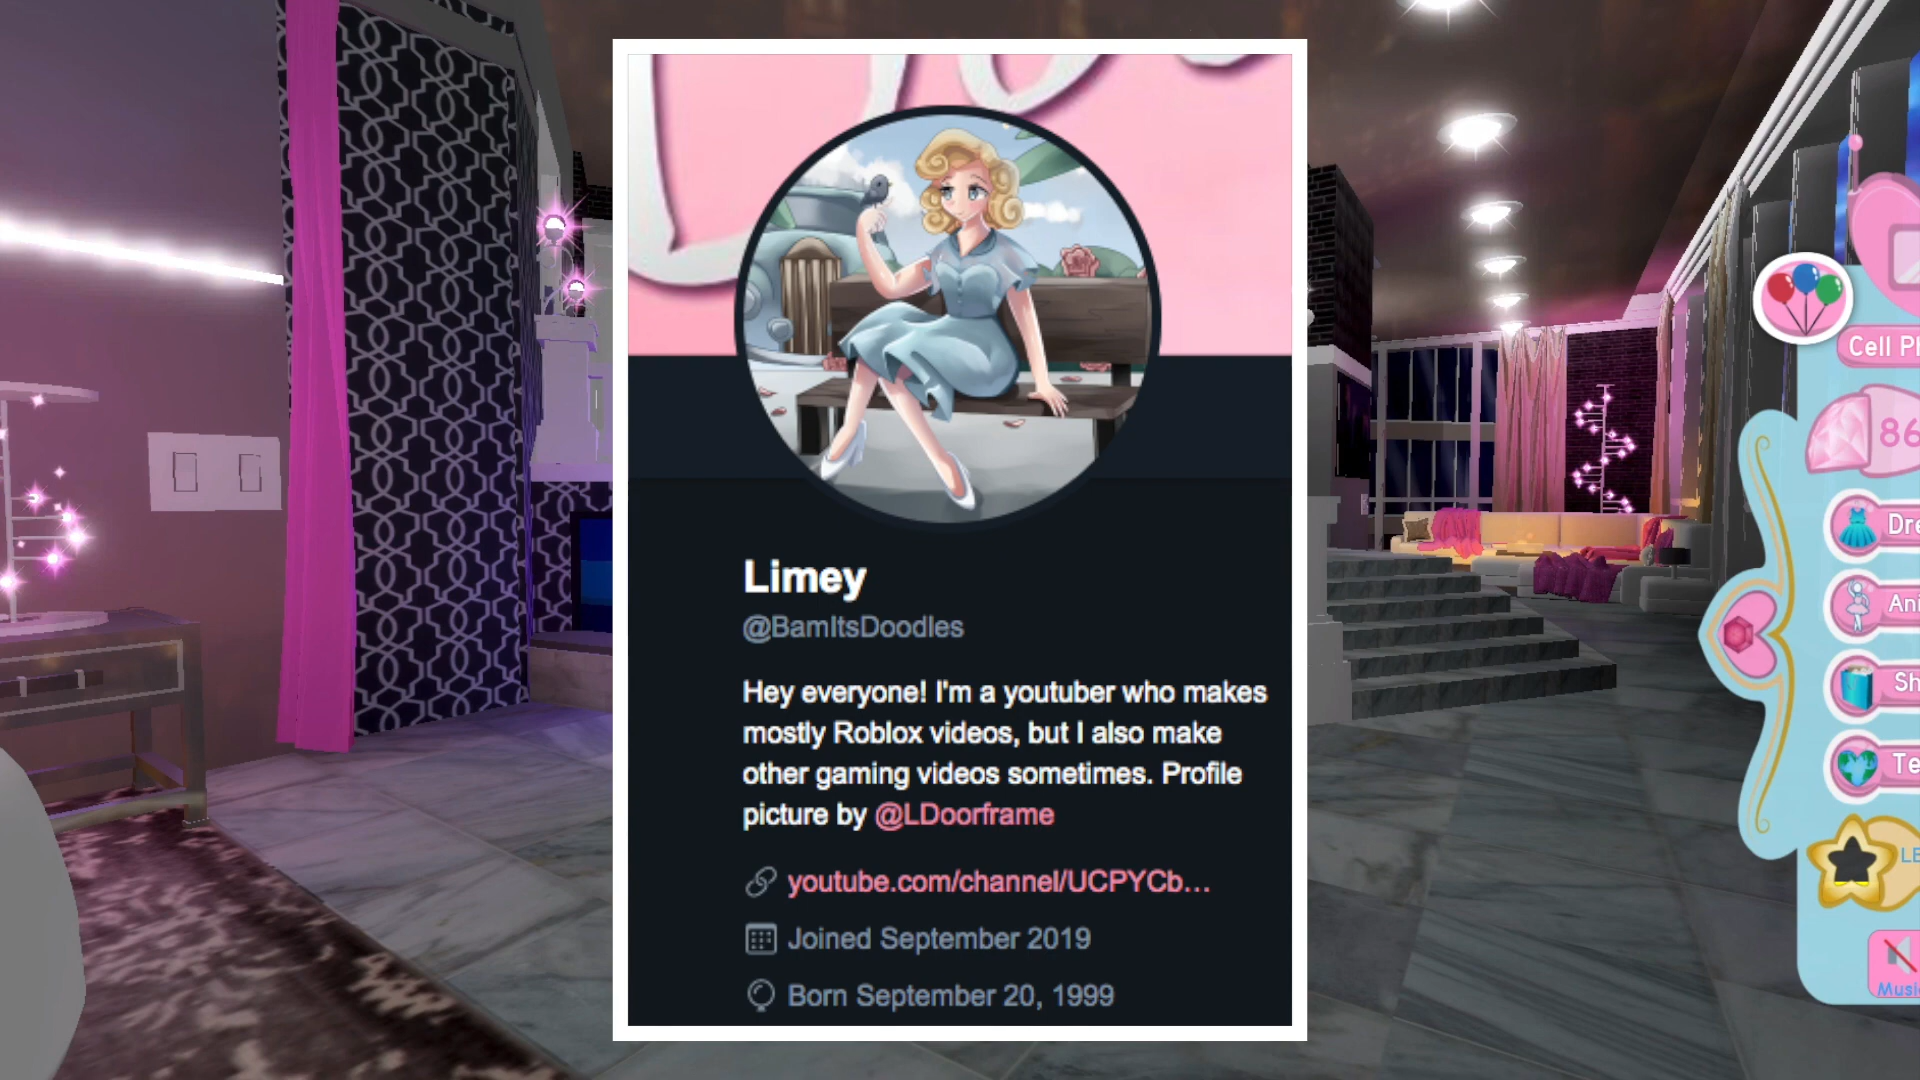 Limey
@BamItsDoodles
Hey everyone! I'm a youtuber who makes
mostly Roblox videos, but I also make
other gaming videos sometimes. Profile
picture by @LDoorframe
youtube.com/channel/UCPYCb...
Joined September 2019
Born September 20, 1999
Cell Ph
86
Dre
Ani
Sh
Te
LE
Music